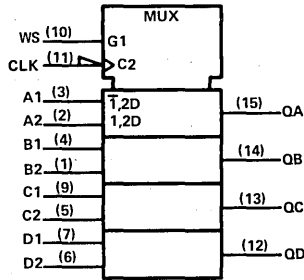 MUX
WS (10) G1
CLK (11) C2
A1 (3) 1̅,2D (15) QA
A2 (2) 1,2D
B1 (4) (14) QB
B2 (1)
C1 (9) (13) QC
C2 (5)
D1 (7) (12) QD
D2 (6)